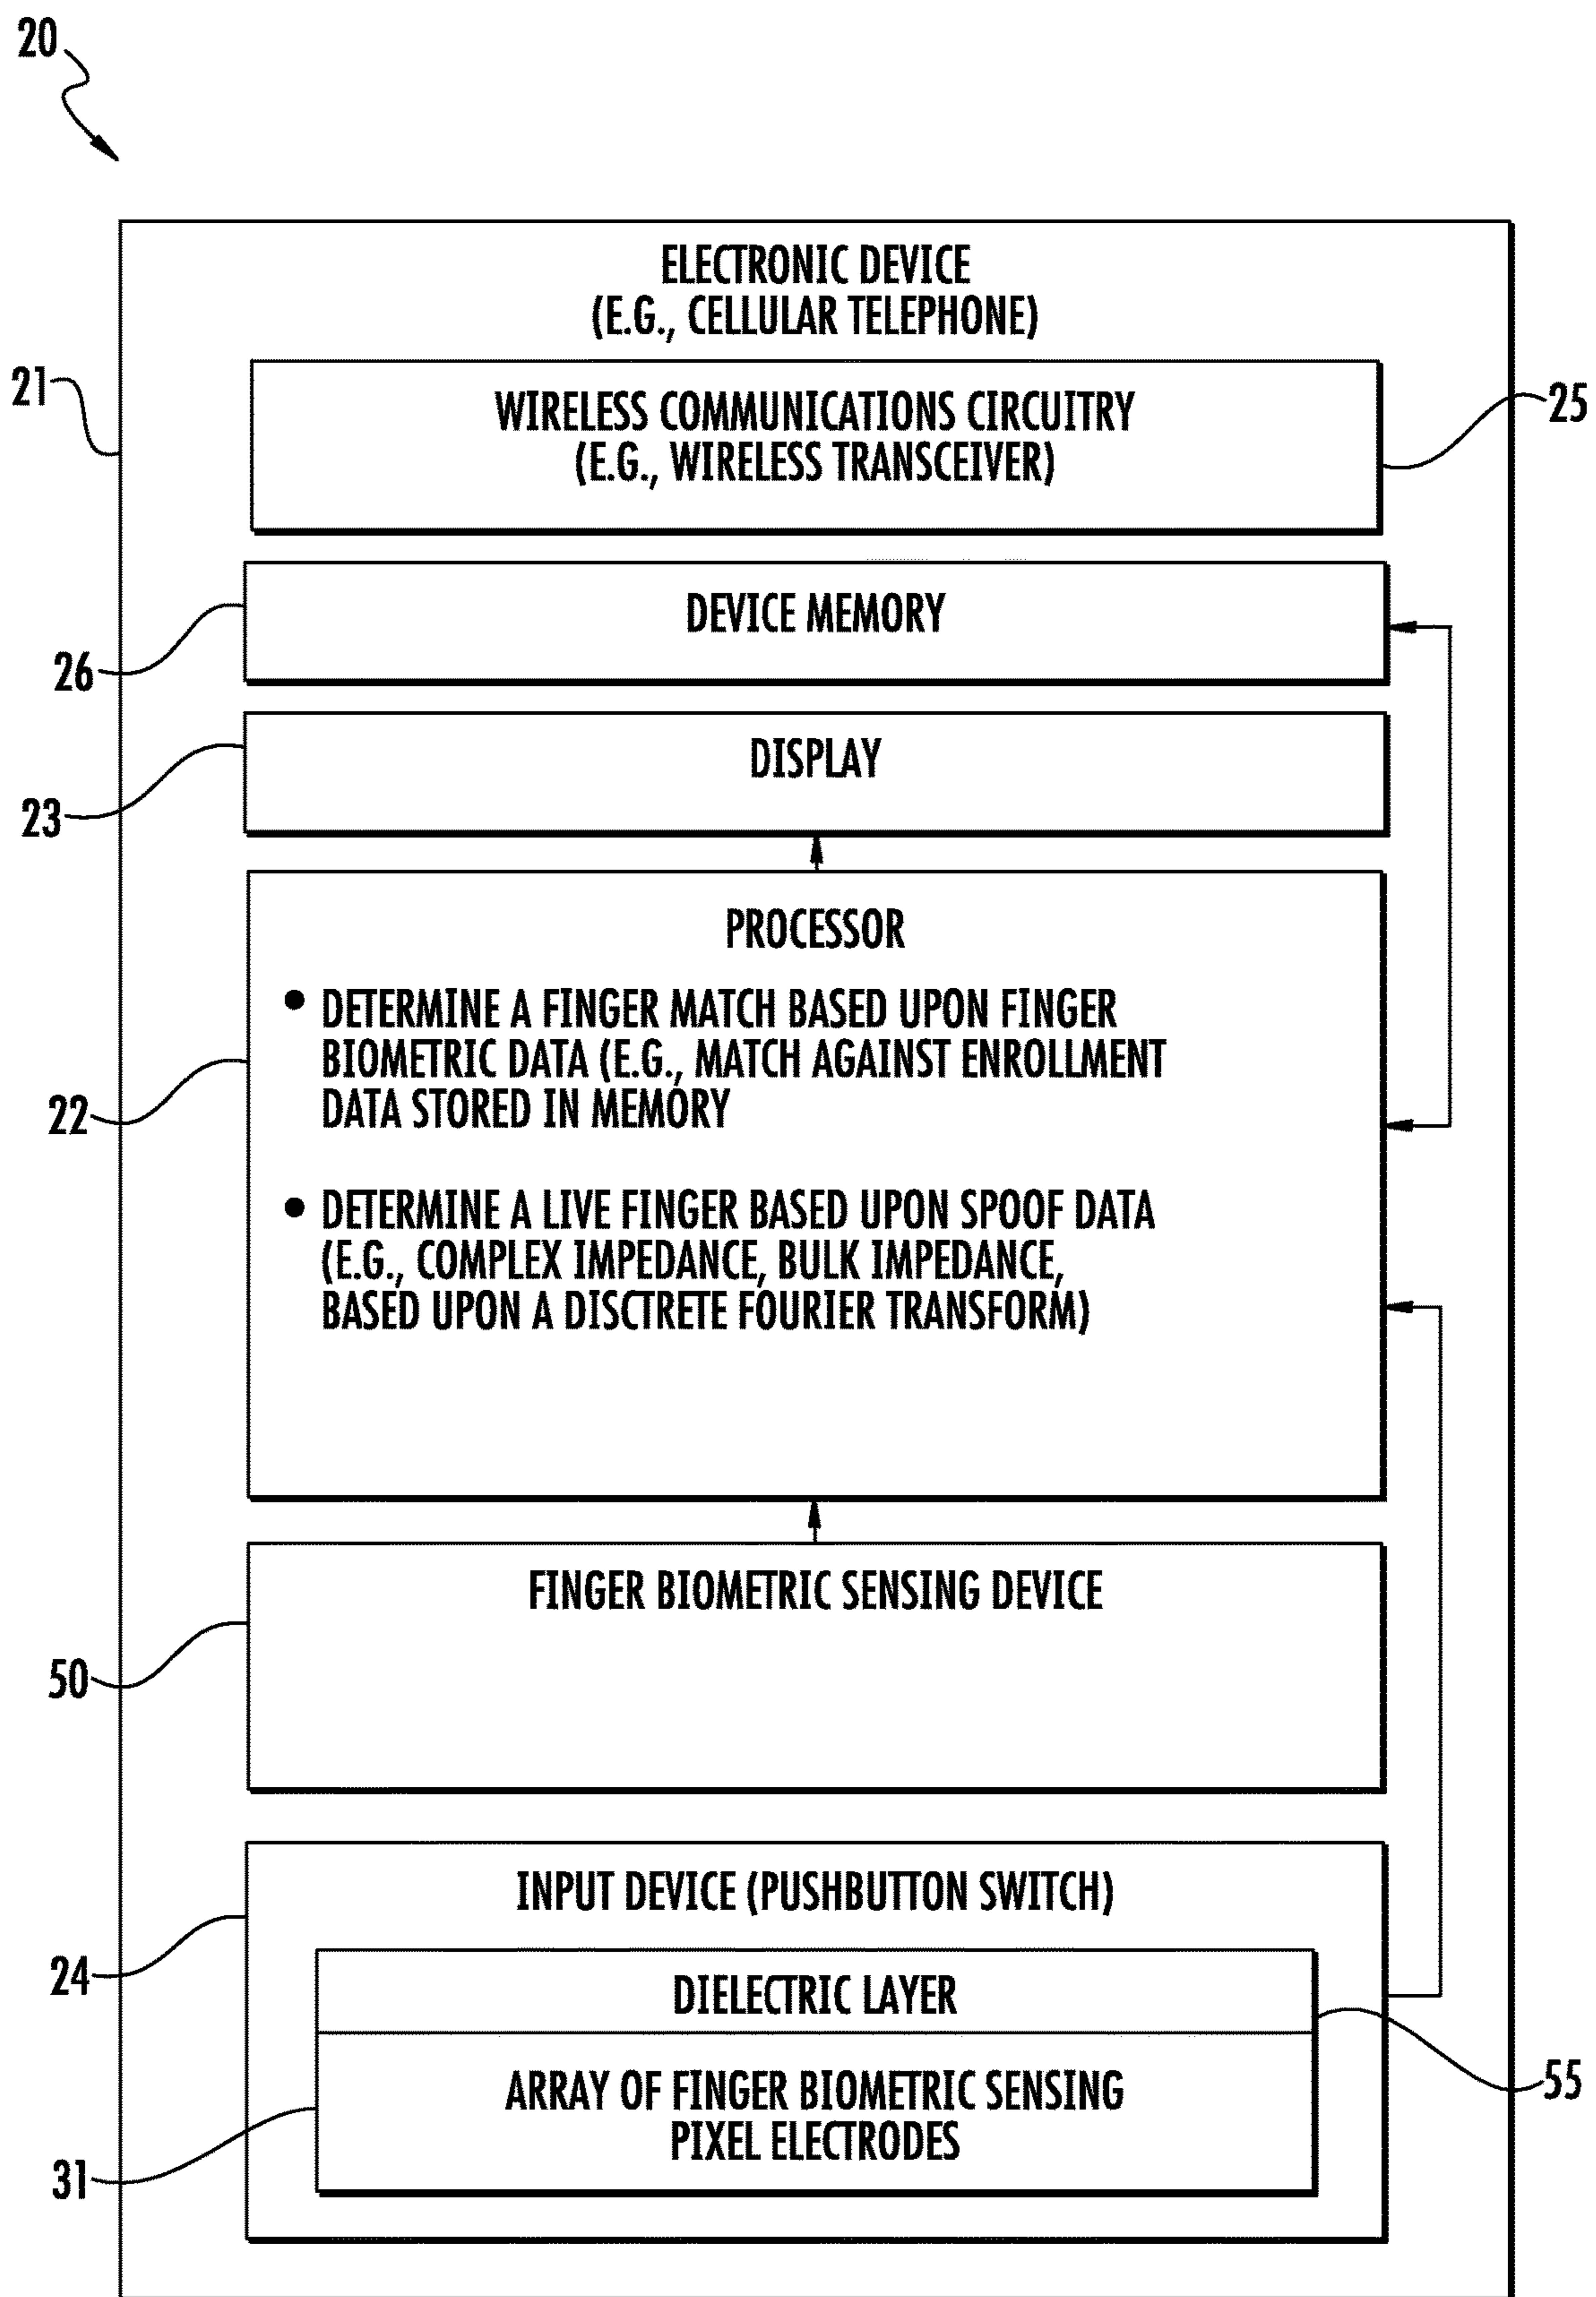 20
ELECTRONIC DEVICE
(E.G., CELLULAR TELEPHONE)
21
WIRELESS COMMUNICATIONS CIRCUITRY
(E.G., WIRELESS TRANSCEIVER)
25
DEVICE MEMORY
26
DISPLAY
23
PROCESSOR
• DETERMINE A FINGER MATCH BASED UPON FINGER
BIOMETRIC DATA (E.G., MATCH AGAINST ENROLLMENT
DATA STORED IN MEMORY
22
• DETERMINE A LIVE FINGER BASED UPON SPOOF DATA
(E.G., COMPLEX IMPEDANCE, BULK IMPEDANCE,
BASED UPON A DISCTRETE FOURIER TRANSFORM)
FINGER BIOMETRIC SENSING DEVICE
50
INPUT DEVICE (PUSHBUTTON SWITCH)
24
DIELECTRIC LAYER
55
ARRAY OF FINGER BIOMETRIC SENSING
PIXEL ELECTRODES
31